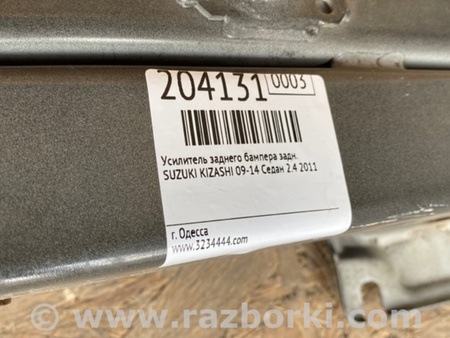 204131 0003
Усилитель заднего бампера задн.
SUZUKI KIZASHI 09-14 Седан 2.4 2011
г. Одесса
www.3234444.com
www.razborki.com